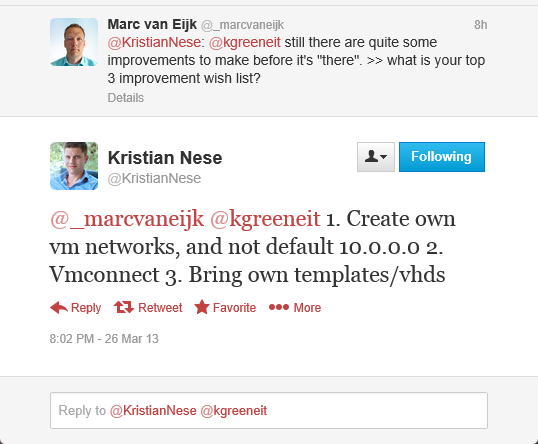 Marc van Eijk @_marcvaneijk 8h
@KristianNese: @kgreeneit still there are quite some
improvements to make before it's "there". >> what is your top
3 improvement wish list?
Details
Kristian Nese
@KristianNese
Following
@_marcvaneijk @kgreeneit 1. Create own
vm networks, and not default 10.0.0.0 2.
Vmconnect 3. Bring own templates/vhds
Reply Retweet Favorite More
8:02 PM - 26 Mar 13
Reply to @KristianNese @kgreeneit